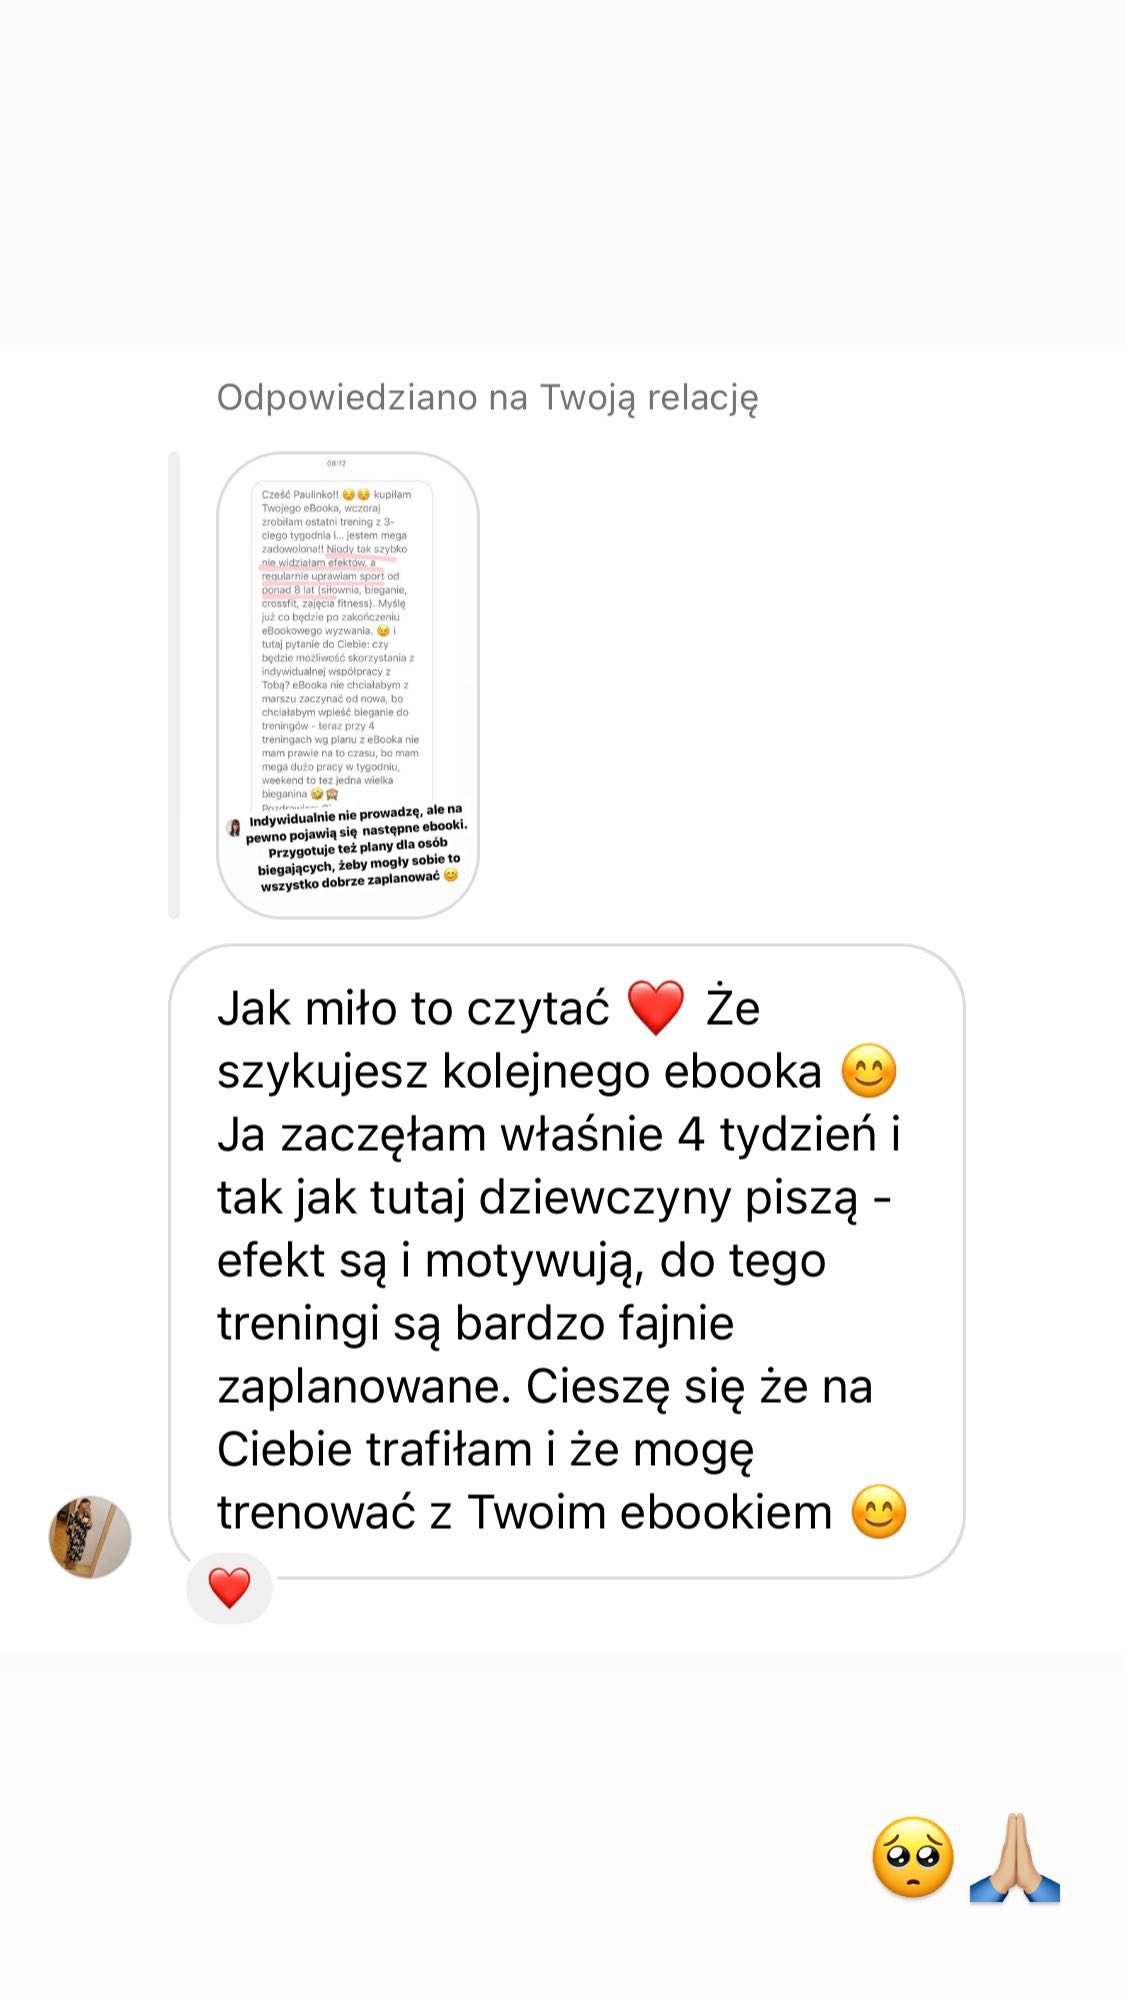 Odpowiedziano na Twoją relację
08:12
Cześć Paulinko!! 😏😏 kupiłam
Twojego eBooka, wczoraj
zrobiłam ostatni trening z 3-
ciego tygodnia i... jestem mega
zadowolona!! Nigdy tak szybko
nie widziałam efektów, a
regularnie uprawiam sport od
ponad 8 lat (siłownia, bieganie,
crossfit, zajęcia fitness). Myślę
już co będzie po zakończeniu
eBookowego wyzwania. 😉 i
tutaj pytanie do Ciebie: czy
będzie możliwość skorzystania z
indywidualnej współpracy z
Tobą? eBooka nie chciałabym z
marszu zaczynać od nowa, bo
chciałabym wpleść bieganie do
treningów - teraz przy 4
treningach wg planu z eBooka nie
mam prawie na to czasu, bo mam
mega dużo pracy w tygodniu,
weekend to tez jedna wielka
bieganina 🤣🙈
Indywidualnie nie prowadzę, ale na
pewno pojawią się następne ebooki.
Przygotuje też plany dla osób
biegających, żeby mogły sobie to
wszystko dobrze zaplanować 😊
Jak miło to czytać ❤️ Że
szykujesz kolejnego ebooka 😊
Ja zaczęłam właśnie 4 tydzień i
tak jak tutaj dziewczyny piszą -
efekt są i motywują, do tego
treningi są bardzo fajnie
zaplanowane. Cieszę się że na
Ciebie trafiłam i że mogę
trenować z Twoim ebookiem 😊
❤️
🥺🙏🏼